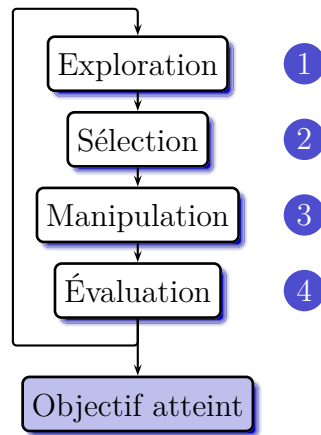 Exploration 1
Sélection 2
Manipulation 3
Évaluation 4
Objectif atteint